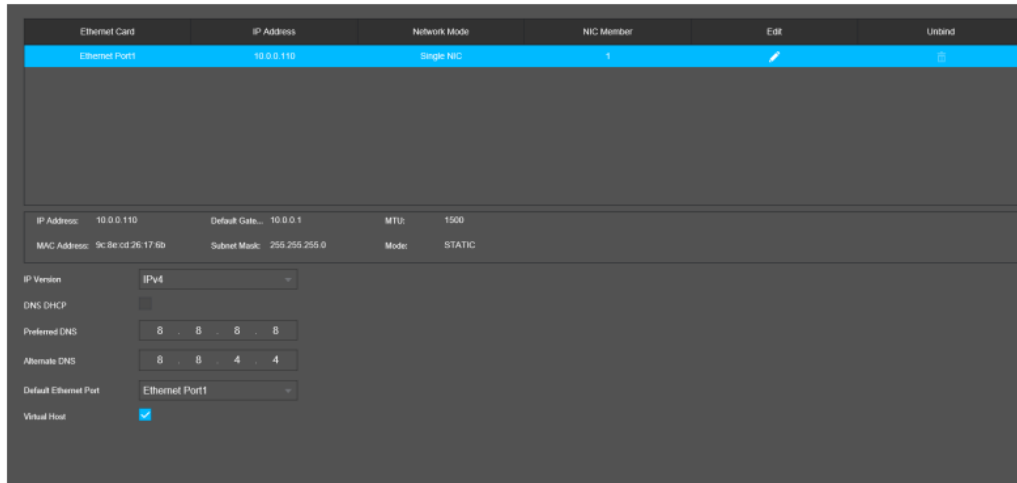 Ethernet Card IP Address Network Mode NIC Member Edit Unbind
Ethernet Port1 10.0.0.110 Single NIC 1
IP Address: 10.0.0.110 Default Gate... 10.0.0.1 MTU: 1500
MAC Address: 9c:8e:cd:26:17:6b Subnet Mask: 255.255.255.0 Mode: STATIC
IP Version IPv4
DNS DHCP
Preferred DNS 8 . 8 . 8 . 8
Alternate DNS 8 . 8 . 4 . 4
Default Ethernet Port Ethernet Port1
Virtual Host